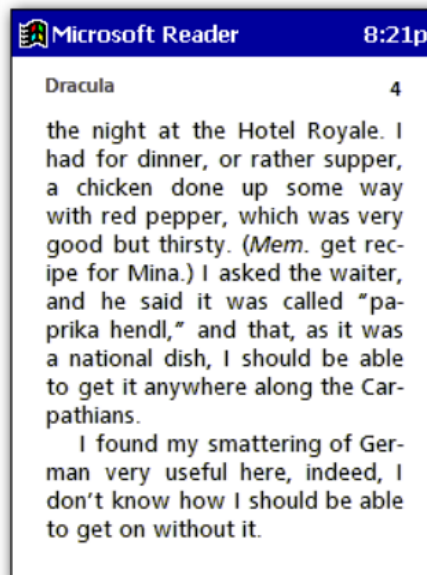 Microsoft Reader 8:21p
Dracula 4
the night at the Hotel Royale. I
had for dinner, or rather supper,
a chicken done up some way
with red pepper, which was very
good but thirsty. (Mem. get rec-
ipe for Mina.) I asked the waiter,
and he said it was called "pa-
prika hendl," and that, as it was
a national dish, I should be able
to get it anywhere along the Car-
pathians.
I found my smattering of Ger-
man very useful here, indeed, I
don't know how I should be able
to get on without it.